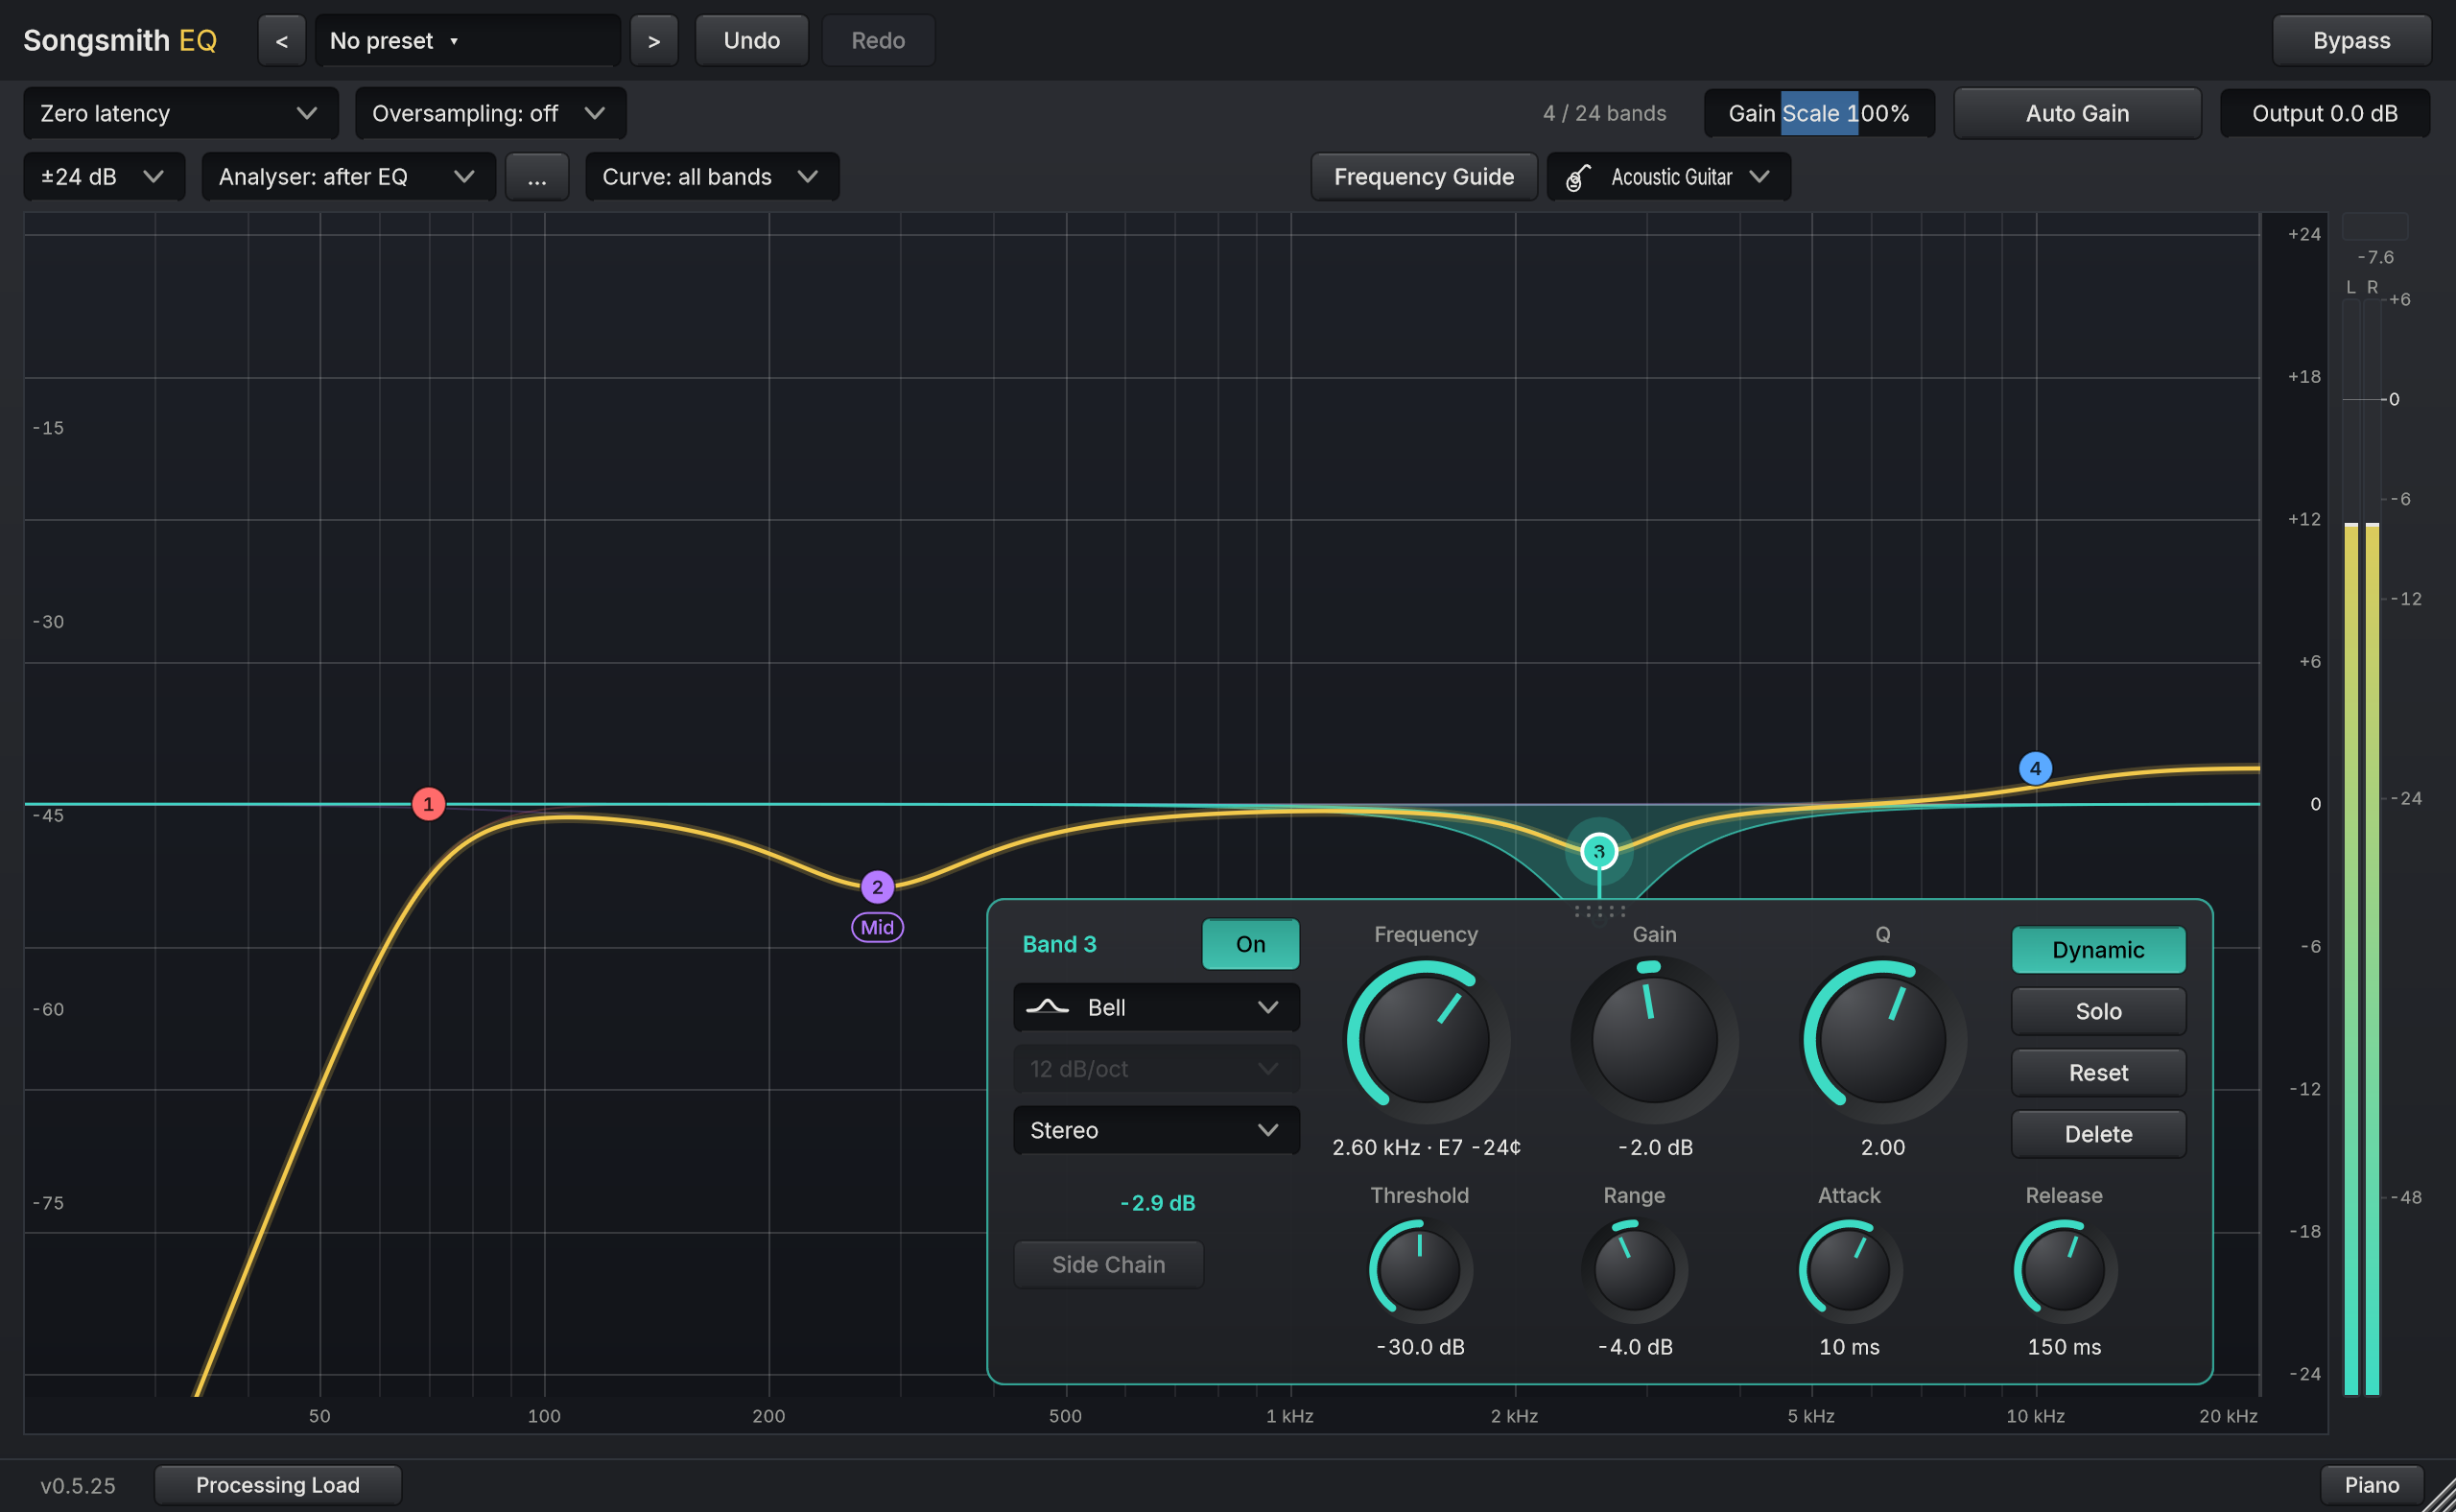 Songsmith EQ
<
No preset
>
Undo
Redo
Bypass
Zero latency
Oversampling: off
4 / 24 bands
Gain Scale 100%
Auto Gain
Output 0.0 dB
±24 dB
Analyser: after EQ
...
Curve: all bands
Frequency Guide
Acoustic Guitar
-15
-30
-45
-60
-75
+24
+18
+12
+6
0
-6
-12
-18
-24
-7.6
L R
+6
0
-6
-12
-24
-48
1
2
Mid
3
4
Band 3
On
Bell
12 dB/oct
Stereo
-2.9 dB
Side Chain
Frequency
Gain
Q
2.60 kHz · E7 -24¢
-2.0 dB
2.00
Dynamic
Solo
Reset
Delete
Threshold
Range
Attack
Release
-30.0 dB
-4.0 dB
10 ms
150 ms
50
100
200
500
1 kHz
2 kHz
5 kHz
10 kHz
20 kHz
v0.5.25
Processing Load
Piano